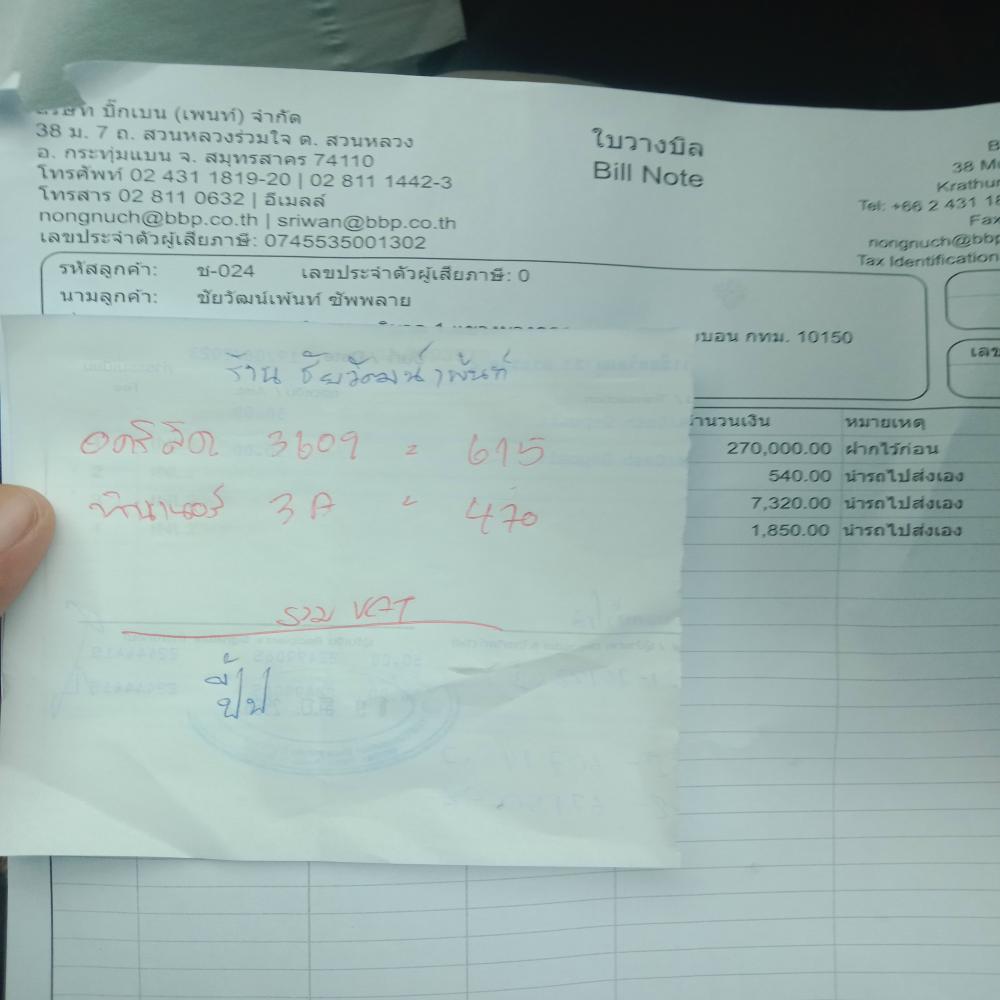 บิ๊กเบน (เพนท์) จำกัด
38 ม. 7 ถ. สวนหลวงร่วมใจ ต. สวนหลวง
อ. กระทุ่มแบน จ. สมุทรสาคร 74110
โทรศัพท์ 02 431 1819-20 | 02 811 1442-3
โทรสาร 02 811 0632 | อีเมลล์
nongnuch@bbp.co.th | sriwan@bbp.co.th
เลขประจำตัวผู้เสียภาษี: 0745535001302
ใบวางบิล
Bill Note
38
Tel: +66 2 431
Fax
nongnuch@bbp
Tax Identification
รหัสลูกค้า: ช-024 เลขประจำตัวผู้เสียภาษี: 0
นามลูกค้า: ชัยวัฒน์เพ้นท์ ซัพพลาย
กทม. 10150
จำนวนเงิน หมายเหตุ
270,000.00 ฝากไว้ก่อน
540.00 นำรถไปส่งเอง
7,320.00 นำรถไปส่งเอง
1,850.00 นำรถไปส่งเอง
ร้าน ชัยวัฒน์เพ้นท์
3609 = 615
ทินเนอร์ 3A = 470
รวม VAT